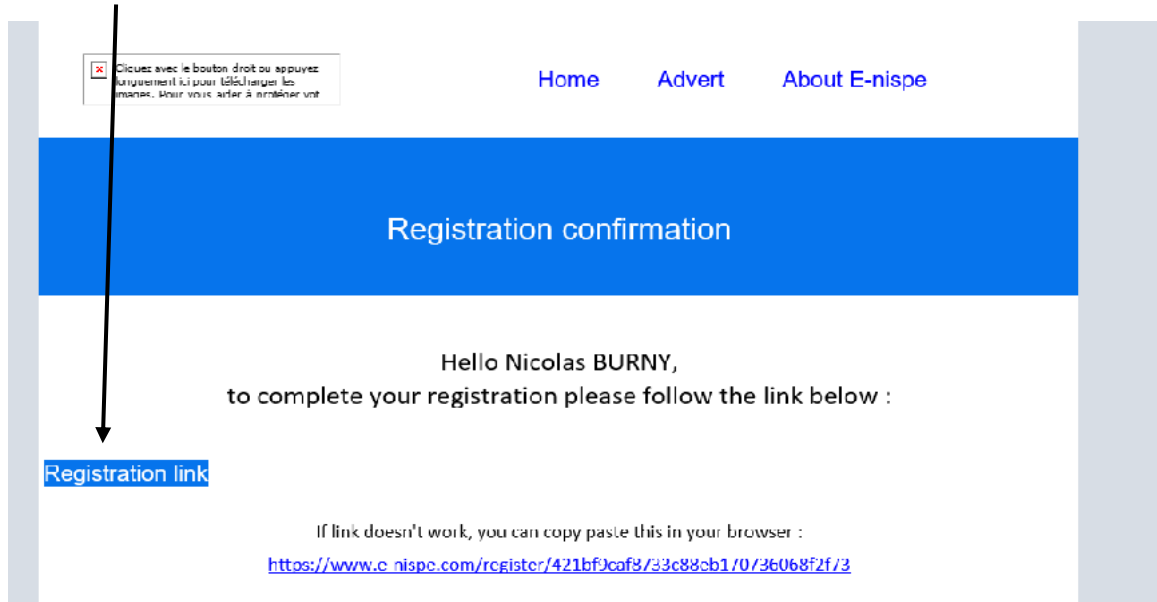 Cliquez avec le bouton droit ou appuyez
longuement ici pour télécharger les
images. Pour vous aider à protéger vot
Home Advert About E-nispe
Registration confirmation
Hello Nicolas BURNY,
to complete your registration please follow the link below :
Registration link
If link doesn't work, you can copy paste this in your browser :
https://www.e-nispe.com/register/421bf9caf8733c88eb170736068f2f73